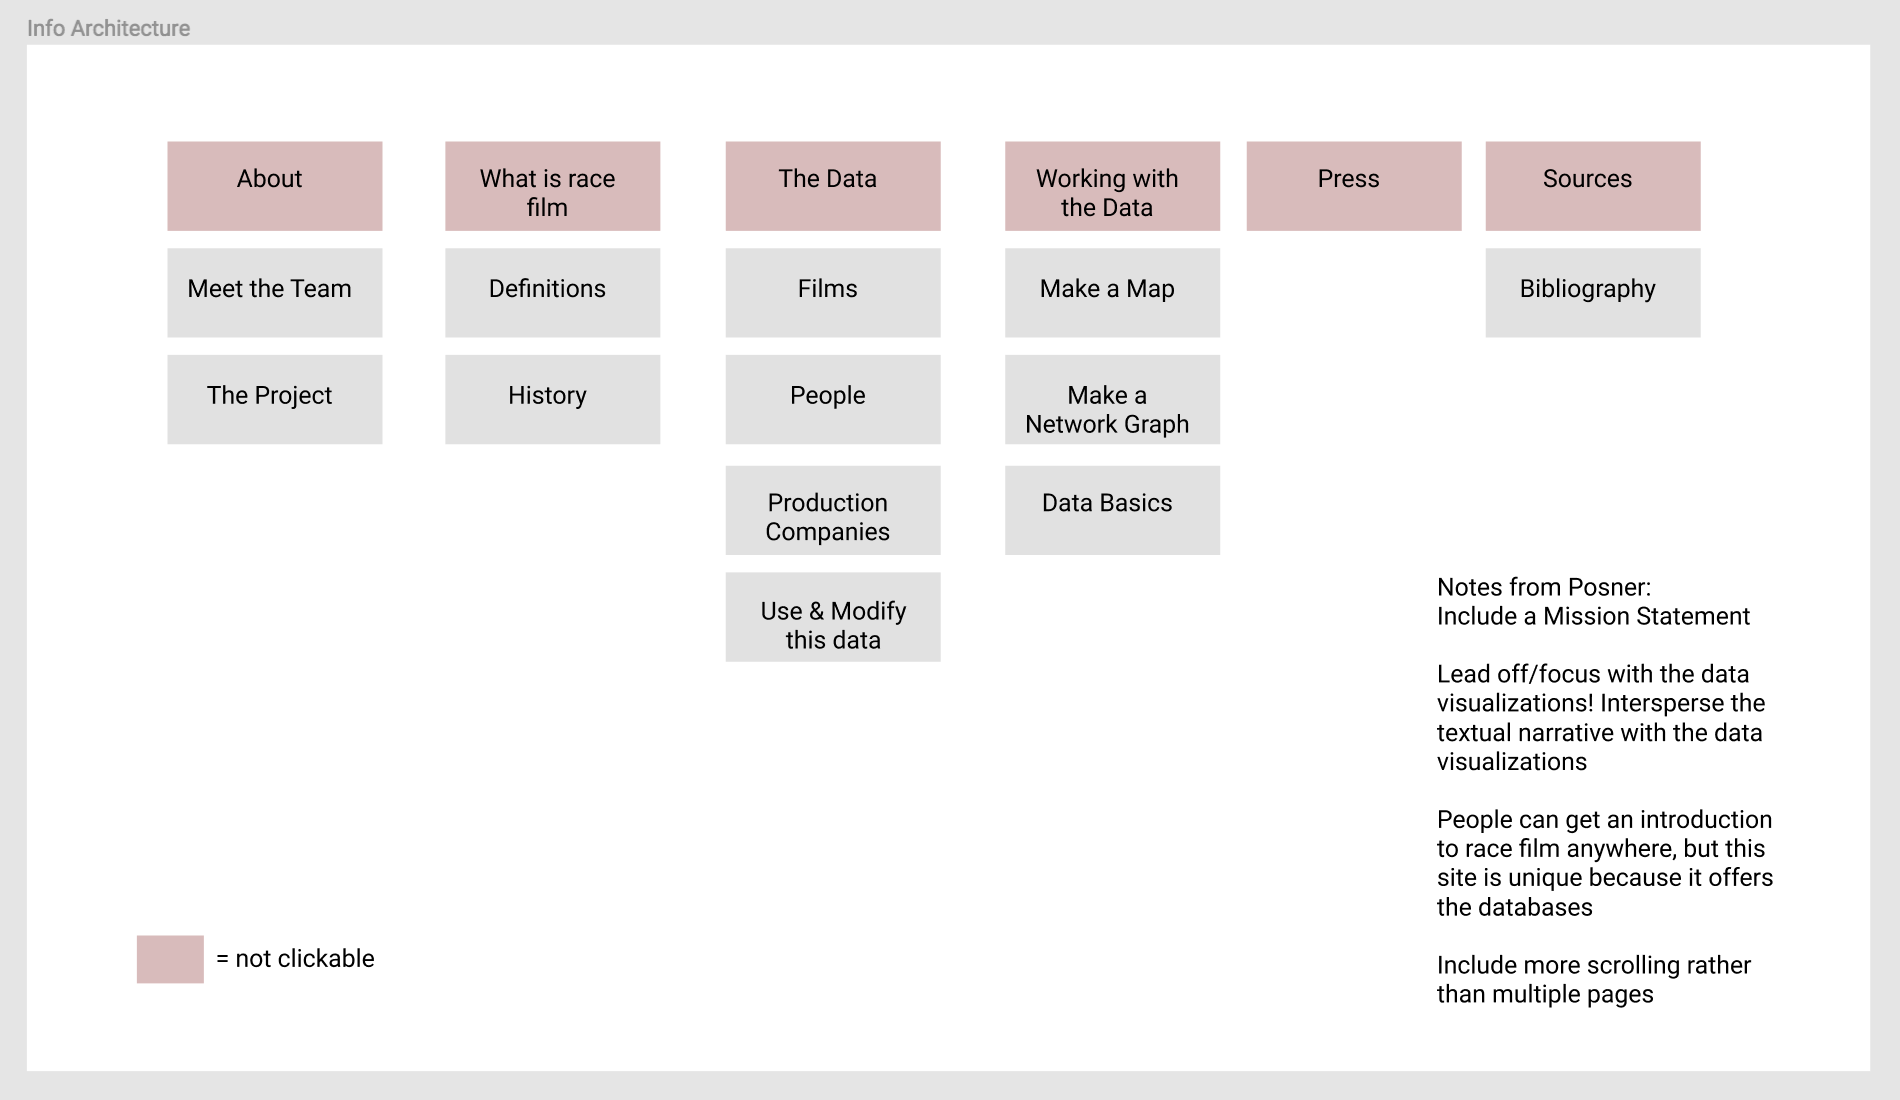 Info Architecture
About
What is race
film
The Data
Working with
the Data
Press
Sources
Meet the Team
Definitions
Films
Make a Map
Bibliography
The Project
History
People
Make a
Network Graph
Production
Companies
Data Basics
Use & Modify
this data
Notes from Posner:
Include a Mission Statement
Lead off/focus with the data
visualizations! Intersperse the
textual narrative with the data
visualizations
People can get an introduction
to race film anywhere, but this
site is unique because it offers
the databases
Include more scrolling rather
than multiple pages
= not clickable